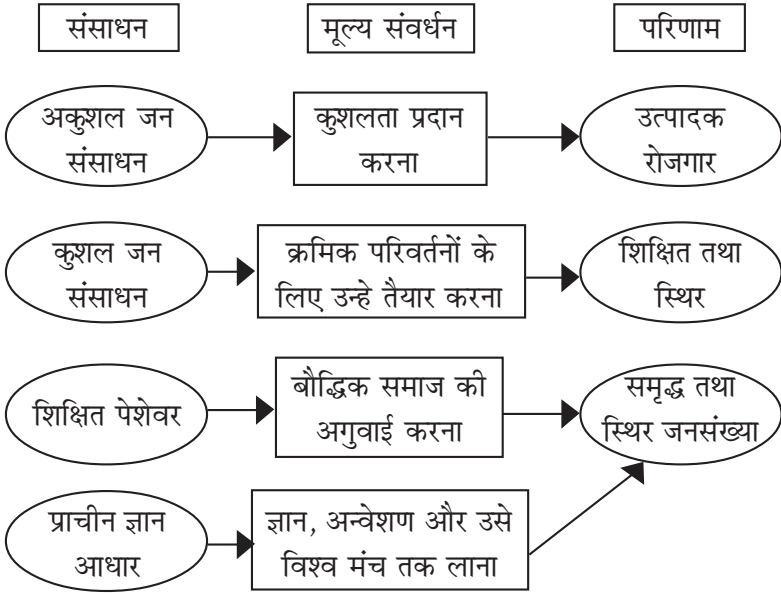 संसाधन
मूल्य संवर्धन
परिणाम
अकुशल जन
संसाधन
कुशलता प्रदान
करना
उत्पादक
रोजगार
कुशल जन
संसाधन
क्रमिक परिवर्तनों के
लिए उन्हे तैयार करना
शिक्षित तथा
स्थिर
शिक्षित पेशेवर
बौद्धिक समाज की
अगुवाई करना
समृद्ध तथा
स्थिर जनसंख्या
प्राचीन ज्ञान
आधार
ज्ञान, अन्वेशण और उसे
विश्व मंच तक लाना